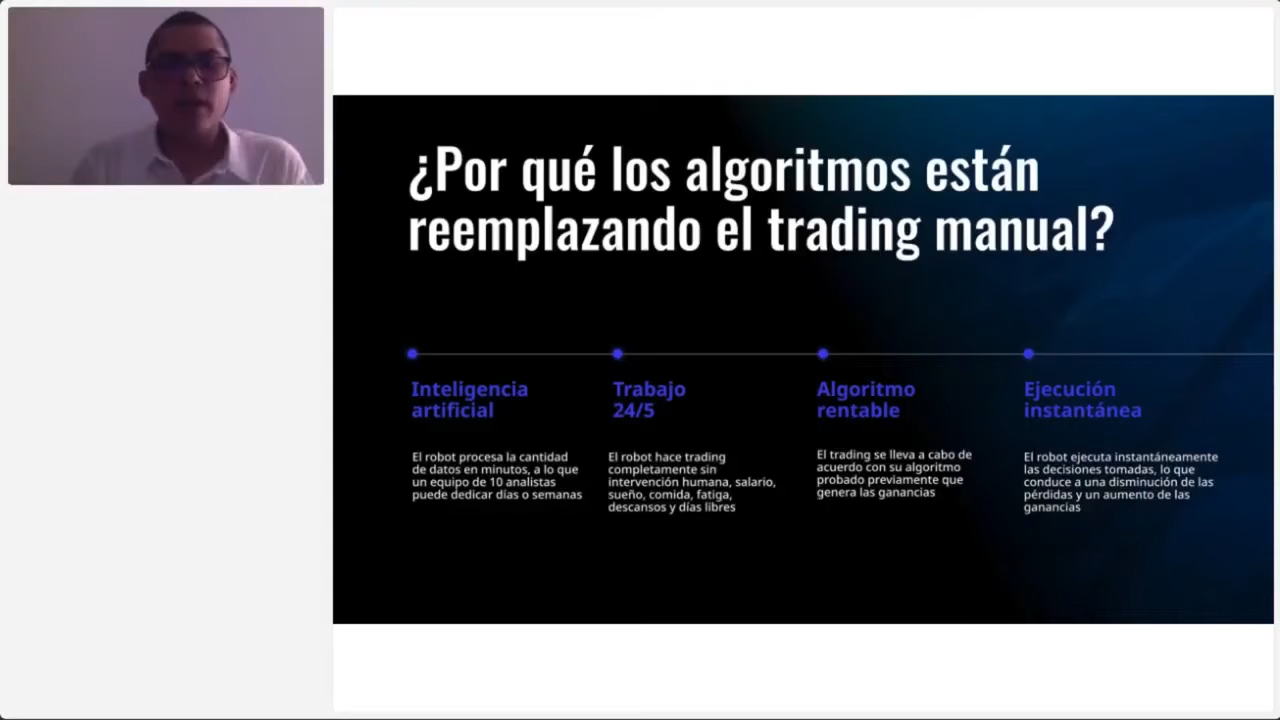 ¿Por qué los algoritmos están
reemplazando el trading manual?
Inteligencia
artificial
El robot procesa la cantidad
de datos en minutos, a lo que
un equipo de 10 analistas
puede dedicar días o semanas
Trabajo
24/5
El robot hace trading
completamente sin
intervención humana, salario,
sueño, comida, fatiga,
descansos y días libres
Algoritmo
rentable
El trading se lleva a cabo de
acuerdo con su algoritmo
probado previamente que
genera las ganancias
Ejecución
instantánea
El robot ejecuta instantáneamente
las decisiones tomadas, lo que
conduce a una disminución de las
pérdidas y un aumento de las
ganancias